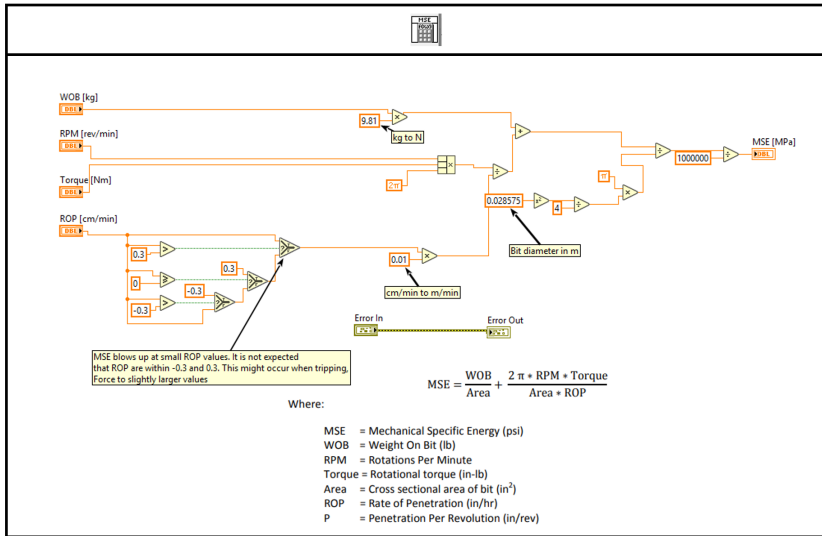 MSE
WOB [kg]
DBL
9.81
kg to N
RPM [rev/min]
DBL
2π
Torque [Nm]
DBL
MSE [MPa]
1000000
DBL
π
0.028575
x²
4
Bit diameter in m
ROP [cm/min]
DBL
0.3
0
-0.3
0.3
-0.3
0.01
cm/min to m/min
Error In
Error Out
MSE blows up at small ROP values. It is not expected
that ROP are within -0.3 and 0.3. This might occur when tripping,
Force to slightly larger values
MSE = WOB/Area + 2 π * RPM * Torque/Area * ROP
Where:
MSE = Mechanical Specific Energy (psi)
WOB = Weight On Bit (lb)
RPM = Rotations Per Minute
Torque = Rotational torque (in-lb)
Area = Cross sectional area of bit (in²)
ROP = Rate of Penetration (in/hr)
P = Penetration Per Revolution (in/rev)